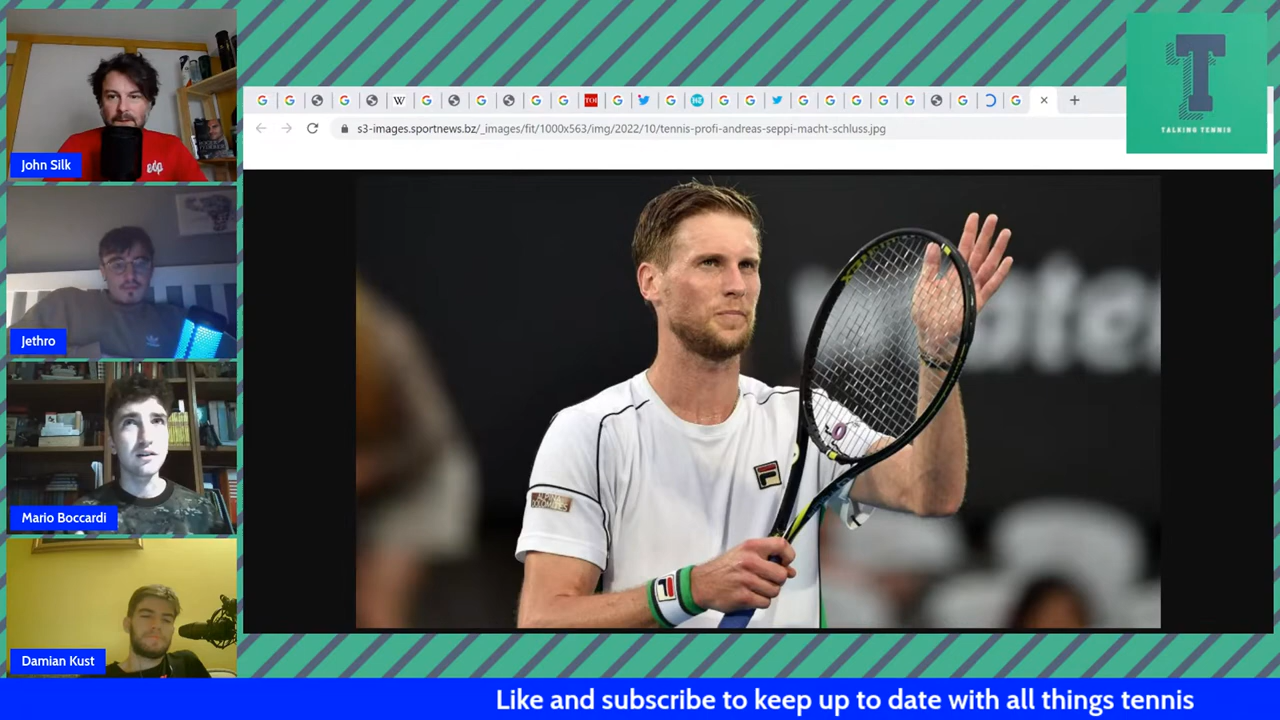 John Silk
Jethro
Mario Boccardi
Damian Kust
s3-images.sportnews.bz/_images/fit/1000x563/img/2022/10/tennis-profi-andreas-seppi-macht-schluss.jpg
T
TALKING TENNIS
W
TOI
edp
Like and subscribe to keep up to date with all things tennis